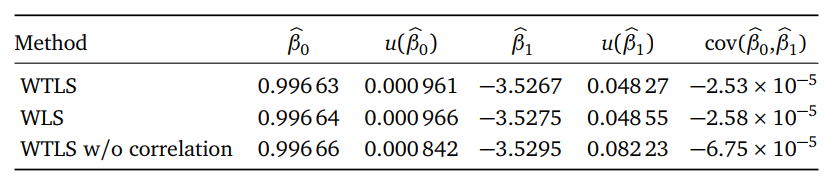 Method β̂₀ u(β̂₀) β̂₁ u(β̂₁) cov(β̂₀,β̂₁)
WTLS 0.996 63 0.000 961 −3.5267 0.048 27 −2.53 × 10⁻⁵
WLS 0.996 64 0.000 966 −3.5275 0.048 55 −2.58 × 10⁻⁵
WTLS w/o correlation 0.996 66 0.000 842 −3.5295 0.082 23 −6.75 × 10⁻⁵